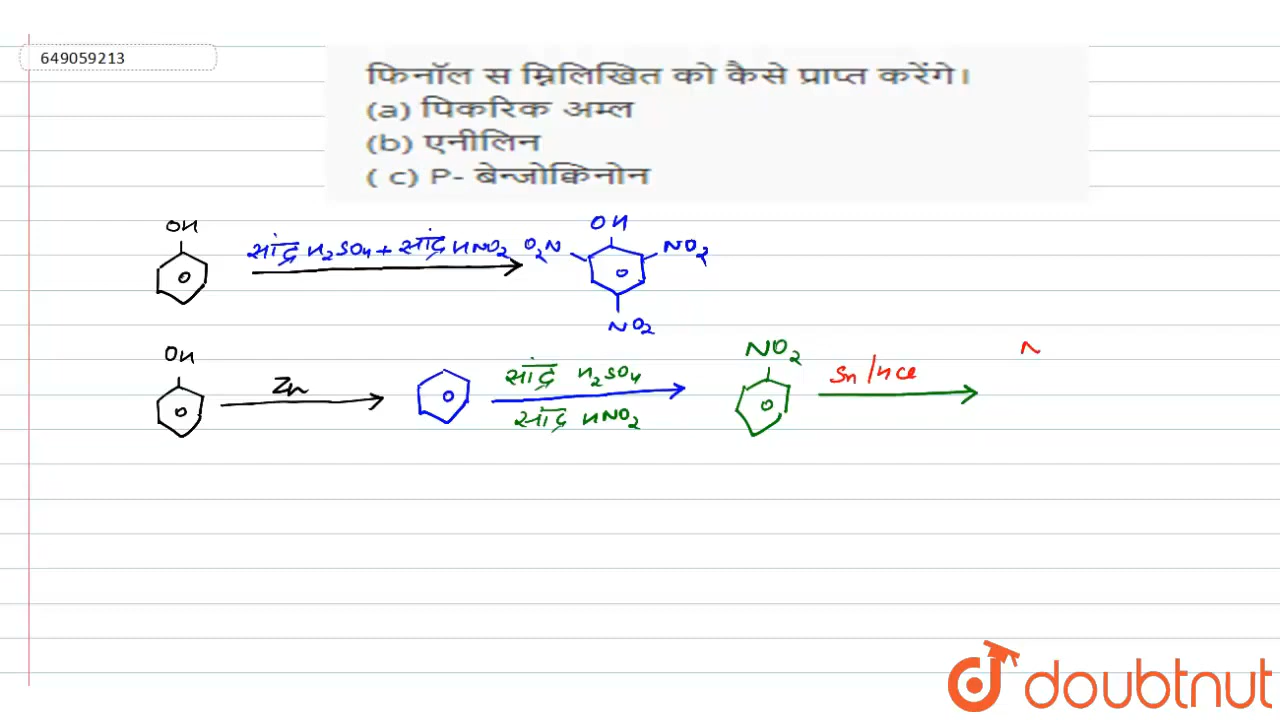 649059213
फिनॉल स म्निलिखित को कैसे प्राप्त करेंगे।
(a) पिकरिक अम्ल
(b) एनीलिन
( c) P- बेन्जोक्विनोन
OH
सांद्र H₂SO₄ + सांद्र HNO₂
OH
O₂N NO₂
NO₂
OH
Zn
सांद्र H₂SO₄
सांद्र HNO₂
NO₂
Sn/HCl
N
doubtnut